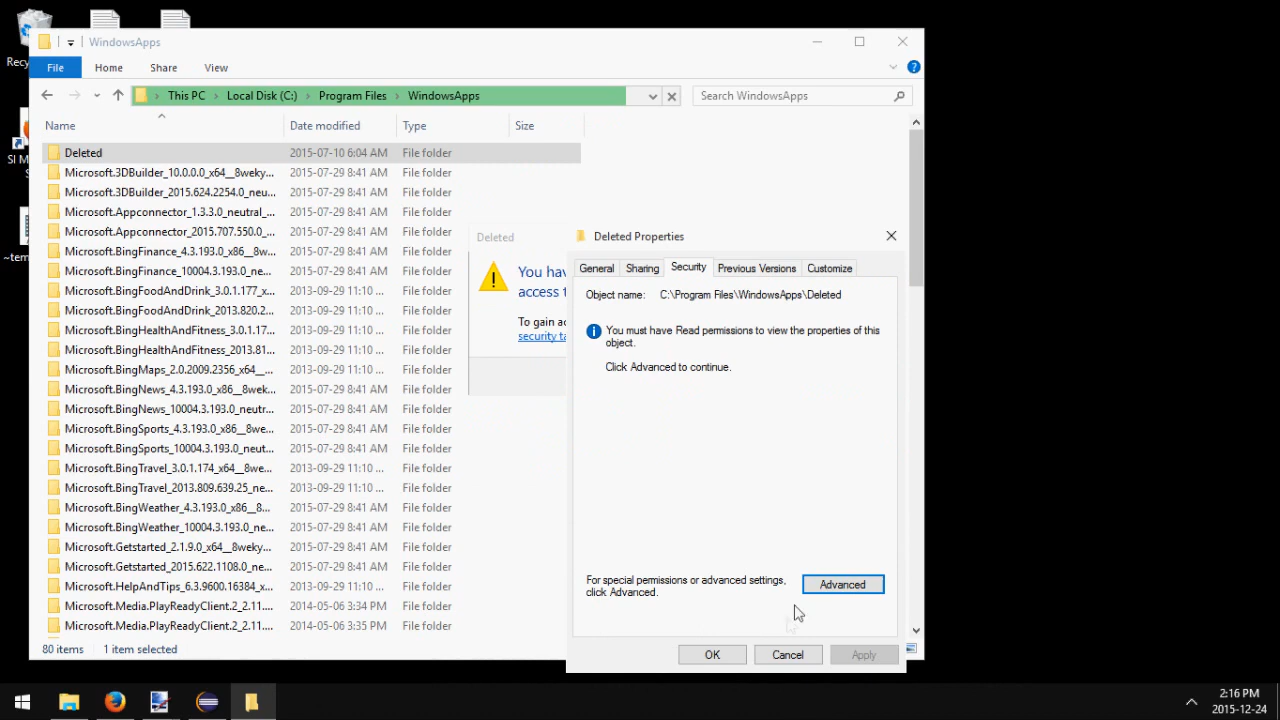 WindowsApps
File Home Share View
This PC Local Disk (C:) Program Files WindowsApps Search WindowsApps
Name Date modified Type Size
Deleted 2015-07-10 6:04 AM File folder
Microsoft.3DBuilder_10.0.0.0_x64__8weky... 2015-07-29 8:41 AM File folder
Microsoft.3DBuilder_2015.624.2254.0_neu... 2015-07-29 8:41 AM File folder
Microsoft.Appconnector_1.3.3.0_neutral_... 2015-07-29 8:41 AM File folder
Microsoft.Appconnector_2015.707.550.0_... 2015-07-29 8:41 AM File folder
Microsoft.BingFinance_4.3.193.0_x86__8w... 2015-07-29 8:41 AM File folder
Microsoft.BingFinance_10004.3.193.0_ne... 2015-07-29 8:41 AM File folder
Microsoft.BingFoodAndDrink_3.0.1.177_x... 2013-09-29 11:10 ... File folder
Microsoft.BingFoodAndDrink_2013.820.2... 2013-09-29 11:10 ... File folder
Microsoft.BingHealthAndFitness_3.0.1.17... 2013-09-29 11:10 ... File folder
Microsoft.BingHealthAndFitness_2013.81... 2013-09-29 11:10 ... File folder
Microsoft.BingMaps_2.0.2009.2356_x64__... 2013-09-29 11:10 ... File folder
Microsoft.BingNews_4.3.193.0_x86__8wek... 2015-07-29 8:41 AM File folder
Microsoft.BingNews_10004.3.193.0_neutr... 2015-07-29 8:41 AM File folder
Microsoft.BingSports_4.3.193.0_x86__8we... 2015-07-29 8:41 AM File folder
Microsoft.BingSports_10004.3.193.0_neut... 2015-07-29 8:41 AM File folder
Microsoft.BingTravel_3.0.1.174_x64__8we... 2013-09-29 11:10 ... File folder
Microsoft.BingTravel_2013.809.639.25_ne... 2013-09-29 11:10 ... File folder
Microsoft.BingWeather_4.3.193.0_x86__8... 2015-07-29 8:41 AM File folder
Microsoft.BingWeather_10004.3.193.0_ne... 2015-07-29 8:41 AM File folder
Microsoft.Getstarted_2.1.9.0_x64__8weky... 2015-07-29 8:41 AM File folder
Microsoft.Getstarted_2015.622.1108.0_ne... 2015-07-29 8:41 AM File folder
Microsoft.HelpAndTips_6.3.9600.16384_x... 2013-09-29 11:10 ... File folder
Microsoft.Media.PlayReadyClient.2_2.11.... 2014-05-06 3:34 PM File folder
Microsoft.Media.PlayReadyClient.2_2.11.... 2014-05-06 3:35 PM File folder
80 items 1 item selected
Deleted
You hav
access t
To gain ac
security ta
Deleted Properties
General Sharing Security Previous Versions Customize
Object name: C:\Program Files\WindowsApps\Deleted
You must have Read permissions to view the properties of this
object.
Click Advanced to continue.
For special permissions or advanced settings,
click Advanced.
Advanced
OK Cancel Apply
Recy
SI M
S
~terr
2:16 PM
2015-12-24